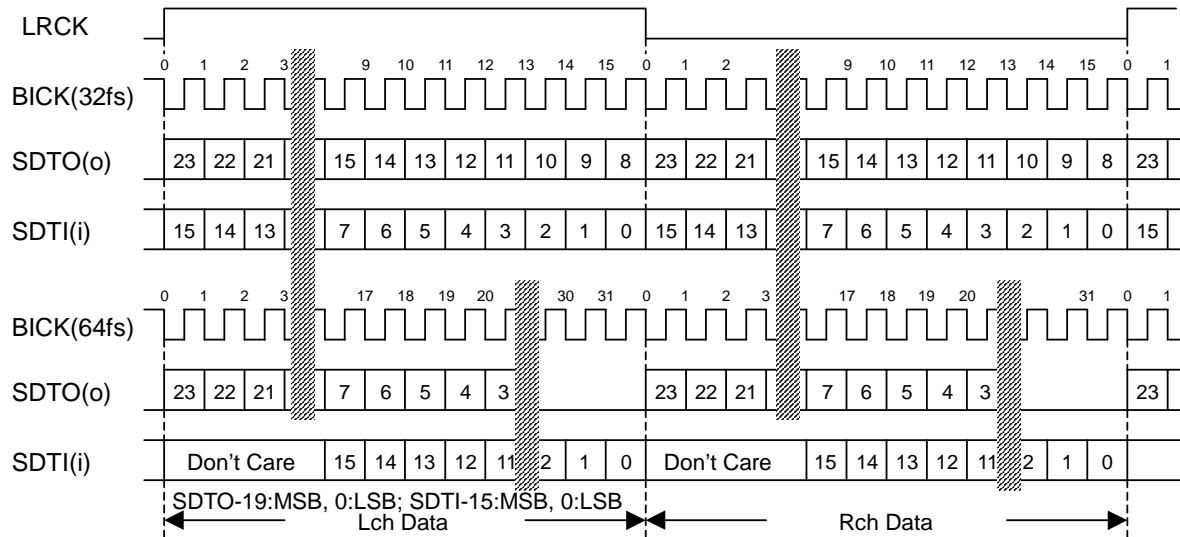 LRCK
0 1 2 3 9 10 11 12 13 14 15 0 1 2 9 10 11 12 13 14 15 0 1
BICK(32fs)
SDTO(o) 23 22 21 15 14 13 12 11 10 9 8 23 22 21 15 14 13 12 11 10 9 8 23
SDTI(i) 15 14 13 7 6 5 4 3 2 1 0 15 14 13 7 6 5 4 3 2 1 0 15
0 1 2 3 17 18 19 20 30 31 0 1 2 3 17 18 19 20 31 0 1
BICK(64fs)
SDTO(o) 23 22 21 7 6 5 4 3 23 22 21 7 6 5 4 3 23
SDTI(i) Don't Care 15 14 13 12 11 2 1 0 Don't Care 15 14 13 12 11 2 1 0
SDTO-19:MSB, 0:LSB; SDTI-15:MSB, 0:LSB
Lch Data Rch Data